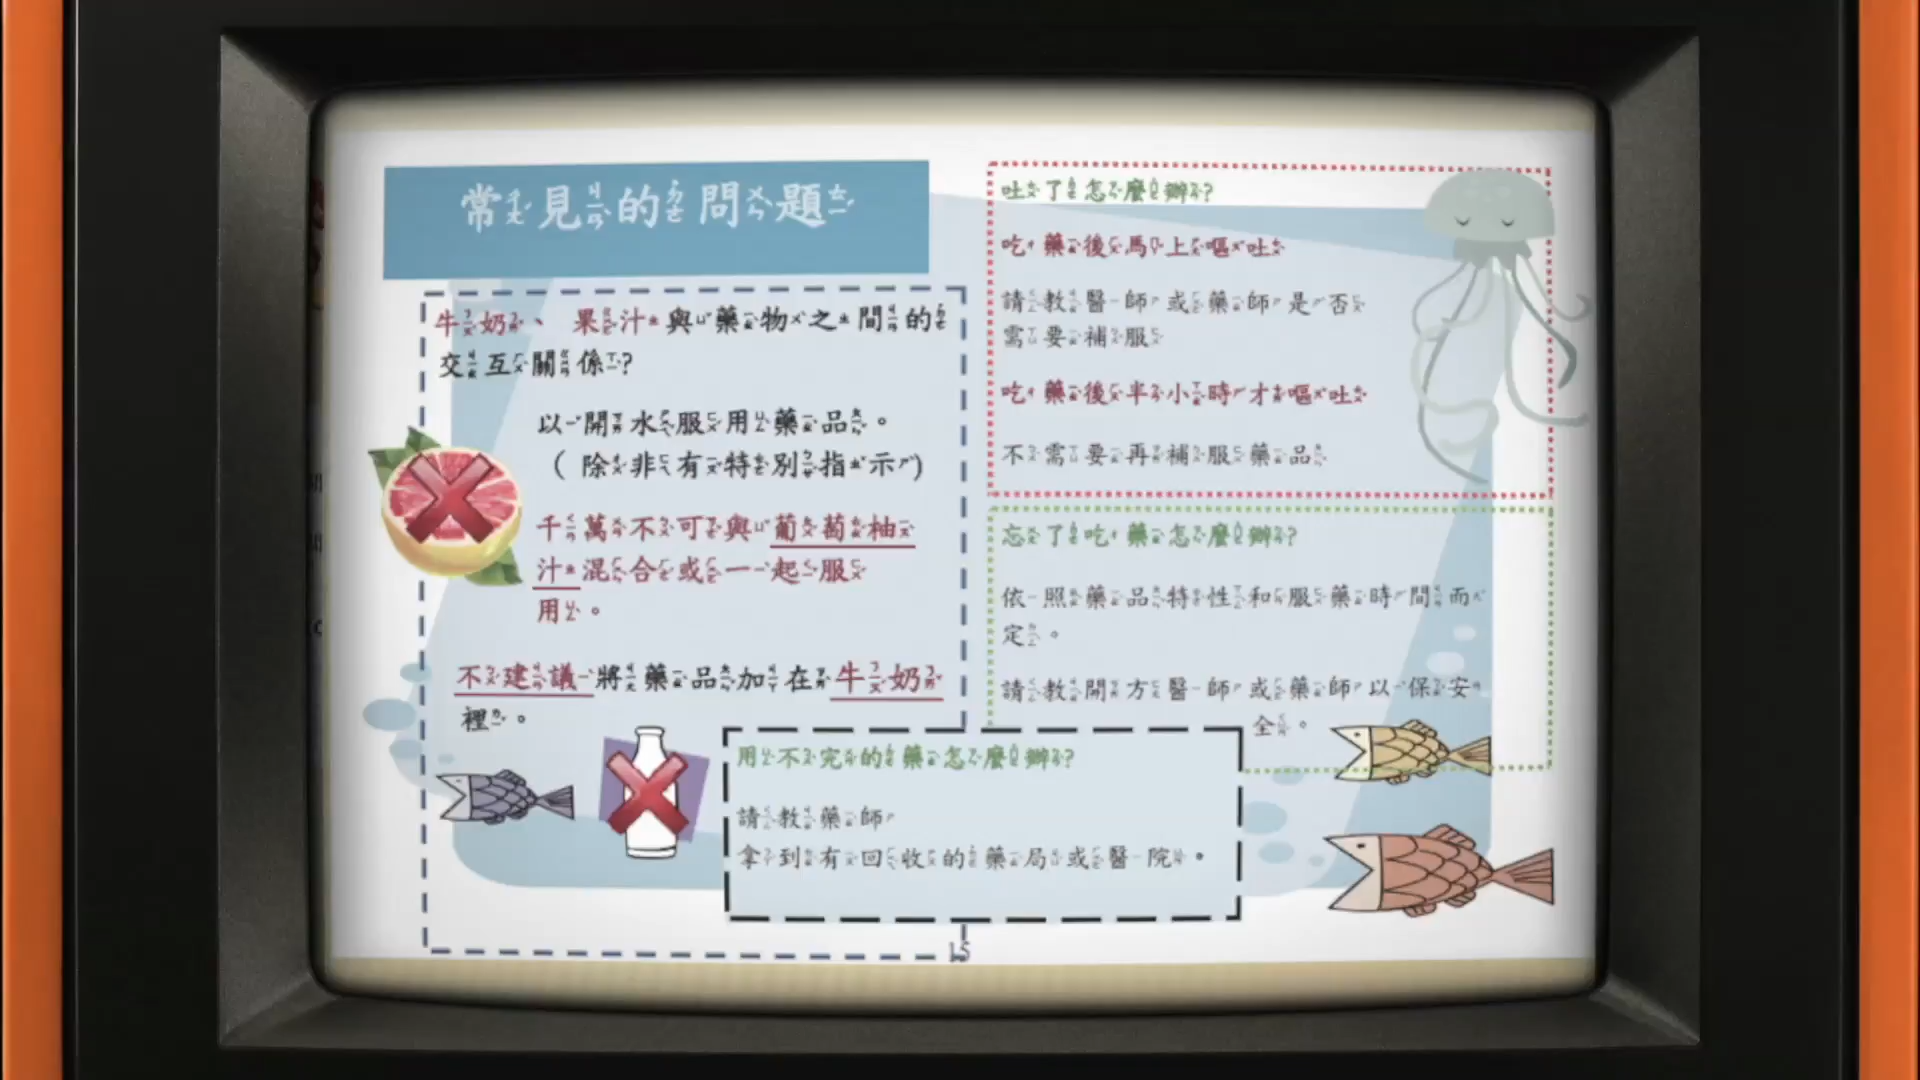 常見的問題
牛奶、果汁與藥物之間的
交互關係?
以開水服用藥品。
(除非有特別指示)
千萬不可與葡萄柚
汁混合或一起服
用。
不建議將藥品加在牛奶
裡。
吐了怎麼辦?
吃藥後馬上嘔吐
請教醫師或藥師是否
需要補服
吃藥後半小時才嘔吐
不需要再補服藥品
忘了吃藥怎麼辦?
依照藥品特性和服藥時間而
定。
請教開方醫師或藥師以保安
全。
用不完的藥怎麼辦?
請教藥師
拿到有回收的藥局或醫院。
15